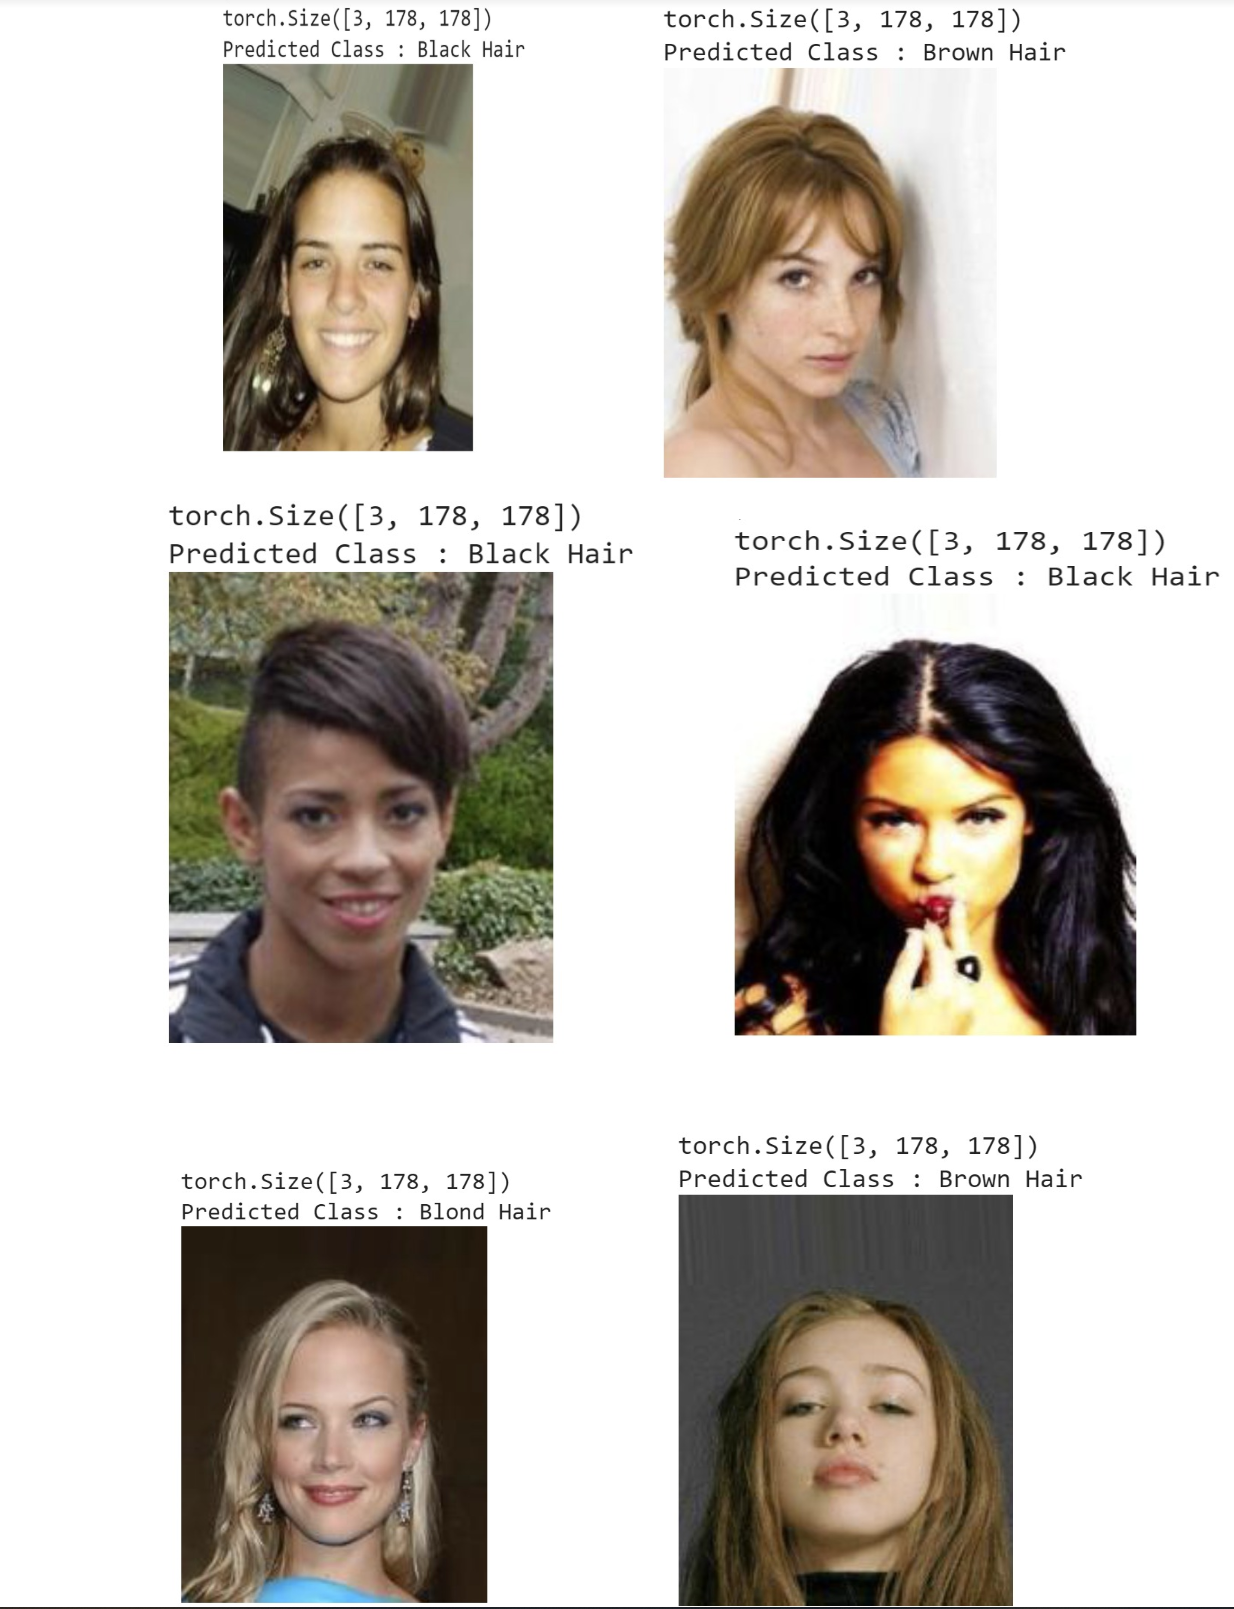 torch.Size([3, 178, 178])
Predicted Class : Black Hair
torch.Size([3, 178, 178])
Predicted Class : Brown Hair
torch.Size([3, 178, 178])
Predicted Class : Black Hair
torch.Size([3, 178, 178])
Predicted Class : Black Hair
torch.Size([3, 178, 178])
Predicted Class : Blond Hair
torch.Size([3, 178, 178])
Predicted Class : Brown Hair